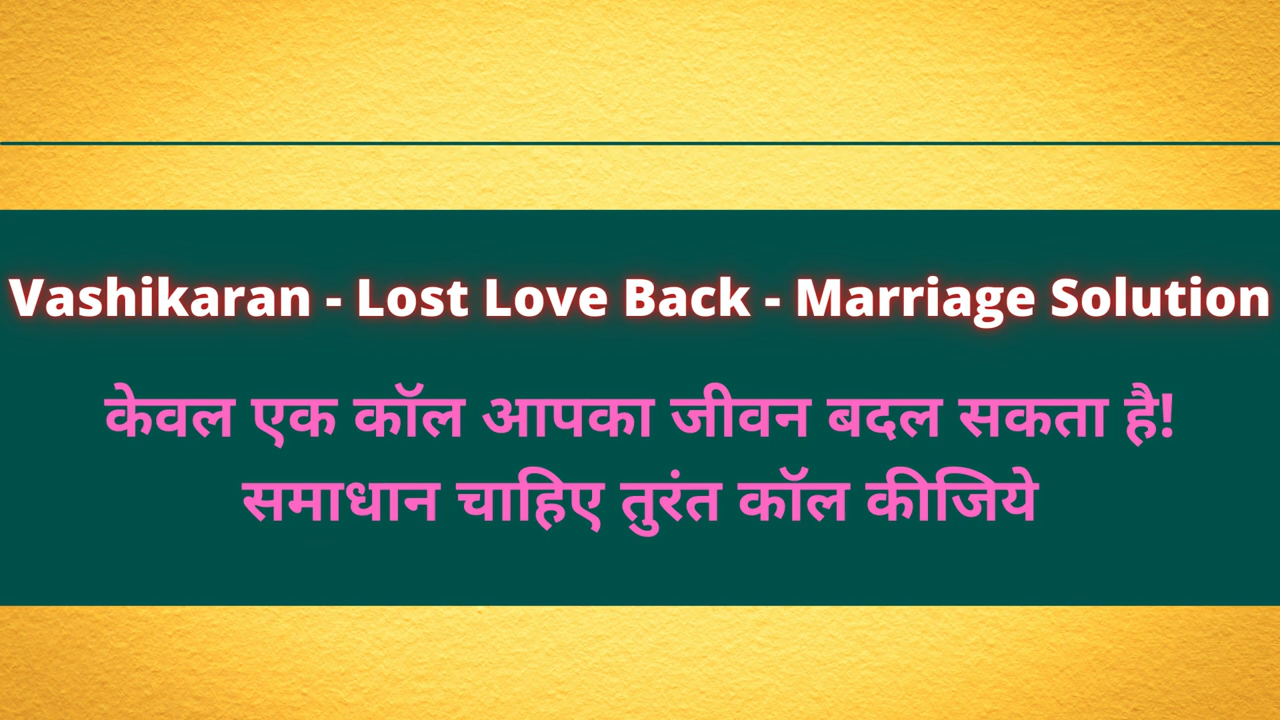 Vashikaran - Lost Love Back - Marriage Solution
केवल एक कॉल आपका जीवन बदल सकता है!
समाधान चाहिए तुरंत कॉल कीजिये